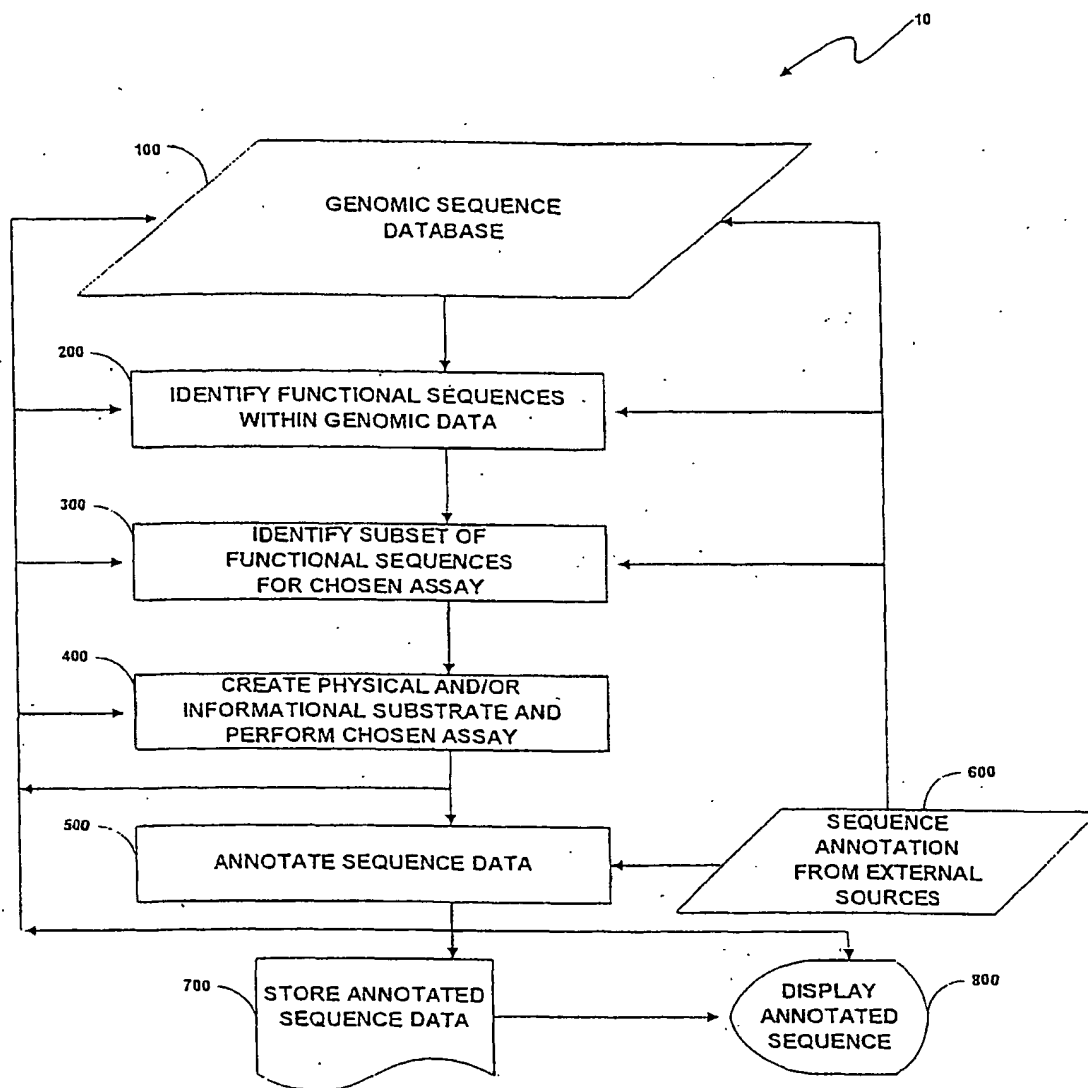 10
100
GENOMIC SEQUENCE
DATABASE
200
IDENTIFY FUNCTIONAL SEQUENCES
WITHIN GENOMIC DATA
300
IDENTIFY SUBSET OF
FUNCTIONAL SEQUENCES
FOR CHOSEN ASSAY
400
CREATE PHYSICAL AND/OR
INFORMATIONAL SUBSTRATE AND
PERFORM CHOSEN ASSAY
500
ANNOTATE SEQUENCE DATA
600
SEQUENCE
ANNOTATION
FROM EXTERNAL
SOURCES
700
STORE ANNOTATED
SEQUENCE DATA
800
DISPLAY
ANNOTATED
SEQUENCE